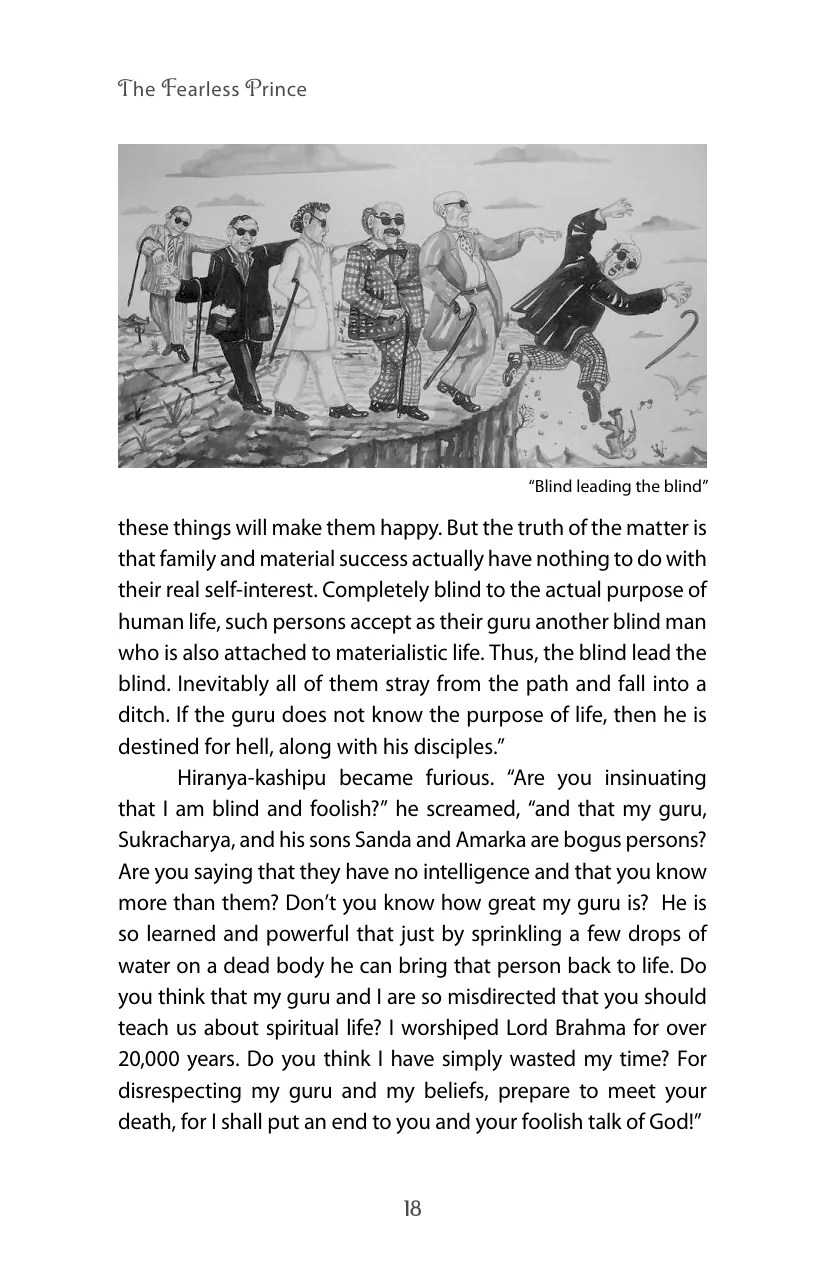 The Fearless Prince
“Blind leading the blind”
these things will make them happy. But the truth of the matter is
that family and material success actually have nothing to do with
their real self-interest. Completely blind to the actual purpose of
human life, such persons accept as their guru another blind man
who is also attached to materialistic life. Thus, the blind lead the
blind. Inevitably all of them stray from the path and fall into a
ditch. If the guru does not know the purpose of life, then he is
destined for hell, along with his disciples.”
Hiranya-kashipu became furious. “Are you insinuating
that I am blind and foolish?” he screamed, “and that my guru,
Sukracharya, and his sons Sanda and Amarka are bogus persons?
Are you saying that they have no intelligence and that you know
more than them? Don’t you know how great my guru is?  He is
so learned and powerful that just by sprinkling a few drops of
water on a dead body he can bring that person back to life. Do
you think that my guru and I are so misdirected that you should
teach us about spiritual life? I worshiped Lord Brahma for over
20,000 years. Do you think I have simply wasted my time? For
disrespecting my guru and my beliefs, prepare to meet your
death, for I shall put an end to you and your foolish talk of God!”
18